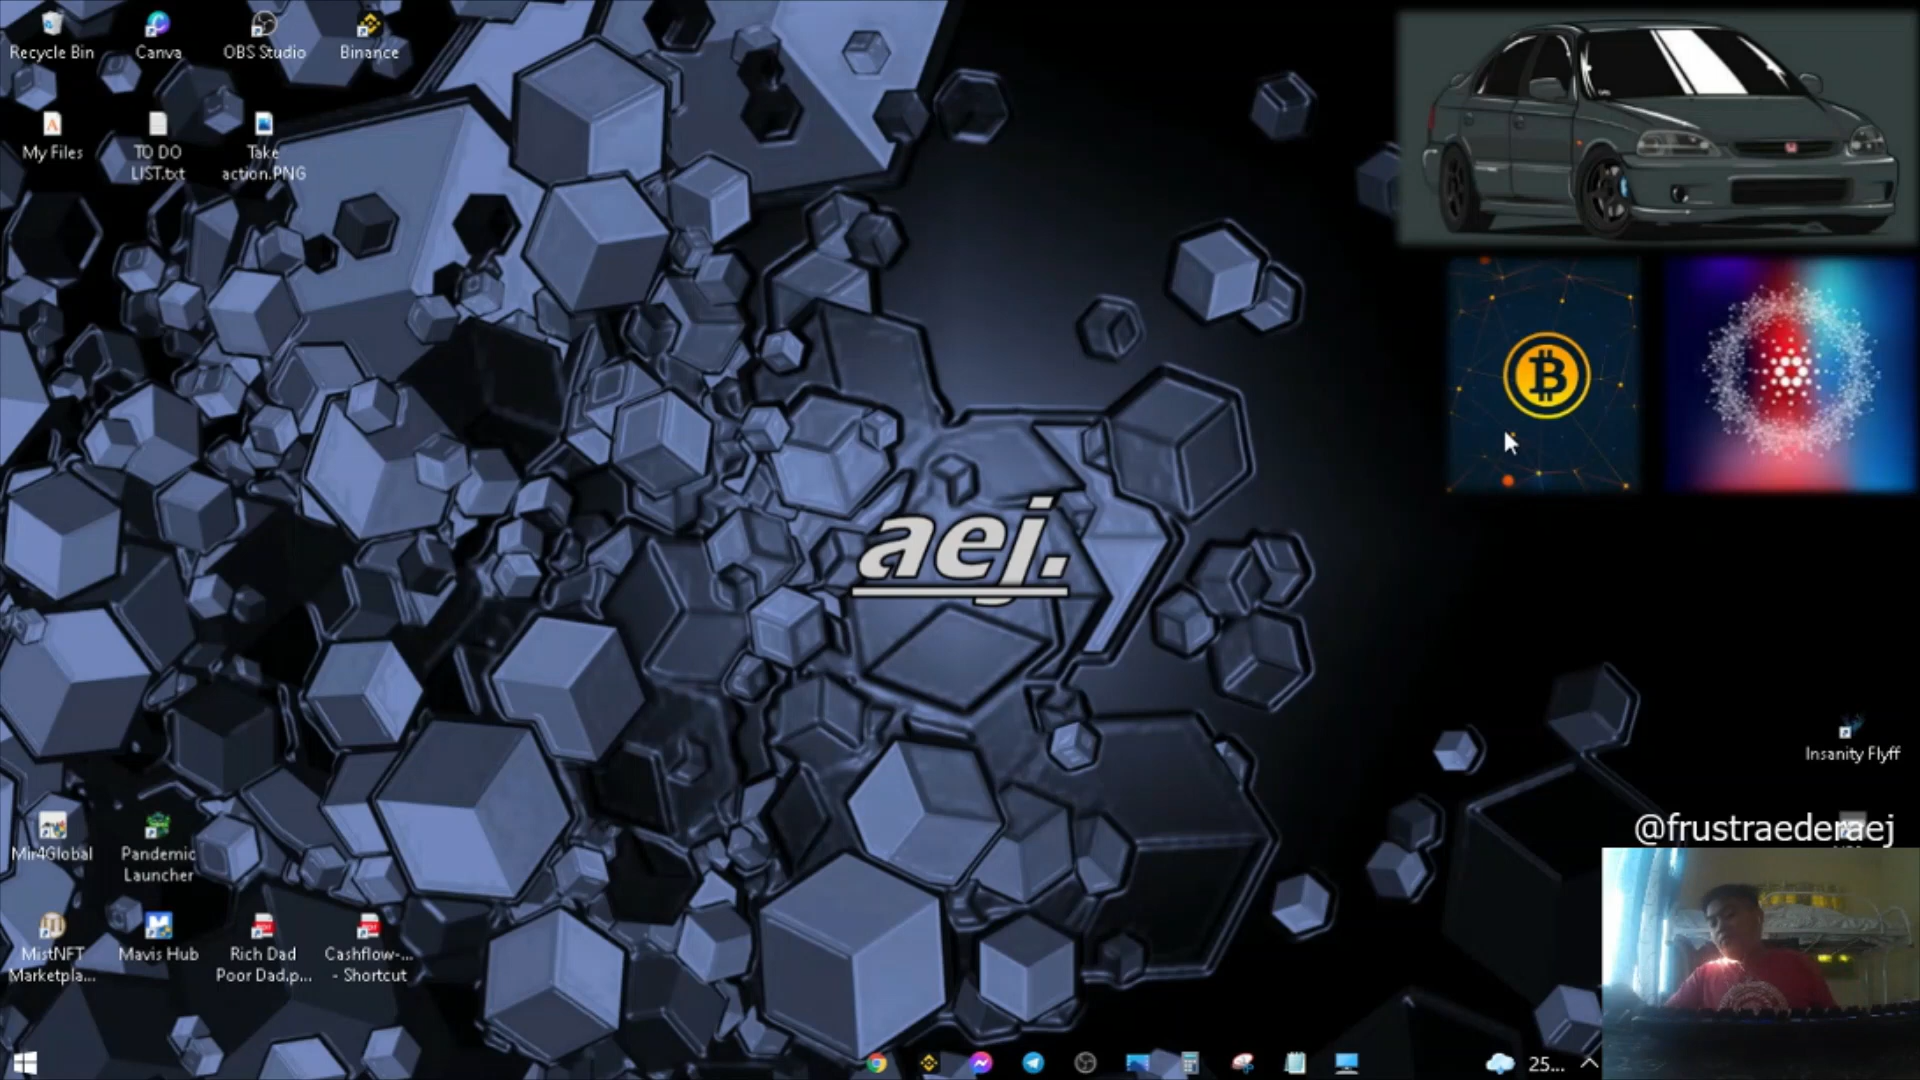 Recycle Bin
Canva
OBS Studio
Binance
My Files
TO DO
LIST.txt
Take
action.PNG
aej.
Insanity Flyff
@frustraederaej
Mir4Global
Pandemic
Launcher
MistNFT
Marketpla...
Mavis Hub
Rich Dad
Poor Dad.p...
Cashflow-...
- Shortcut
25...